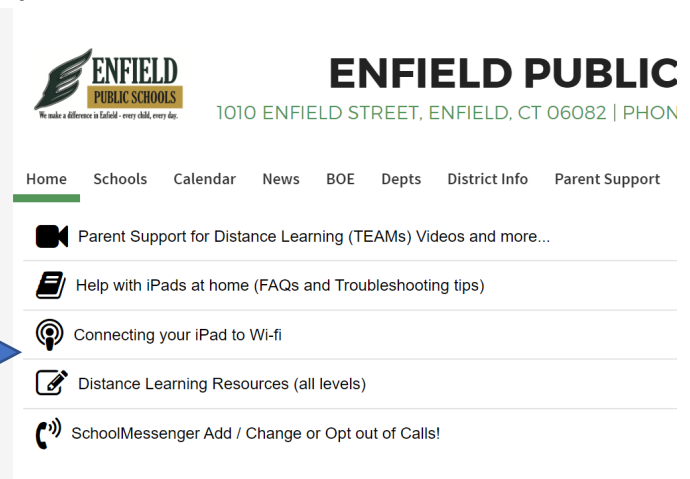 ENFIELD
PUBLIC SCHOOLS
We make a difference in Enfield - every child, every day.
ENFIELD PUBLIC
1010 ENFIELD STREET, ENFIELD, CT 06082 | PHON
Home Schools Calendar News BOE Depts District Info Parent Support
Parent Support for Distance Learning (TEAMs) Videos and more...
Help with iPads at home (FAQs and Troubleshooting tips)
Connecting your iPad to Wi-fi
Distance Learning Resources (all levels)
SchoolMessenger Add / Change or Opt out of Calls!